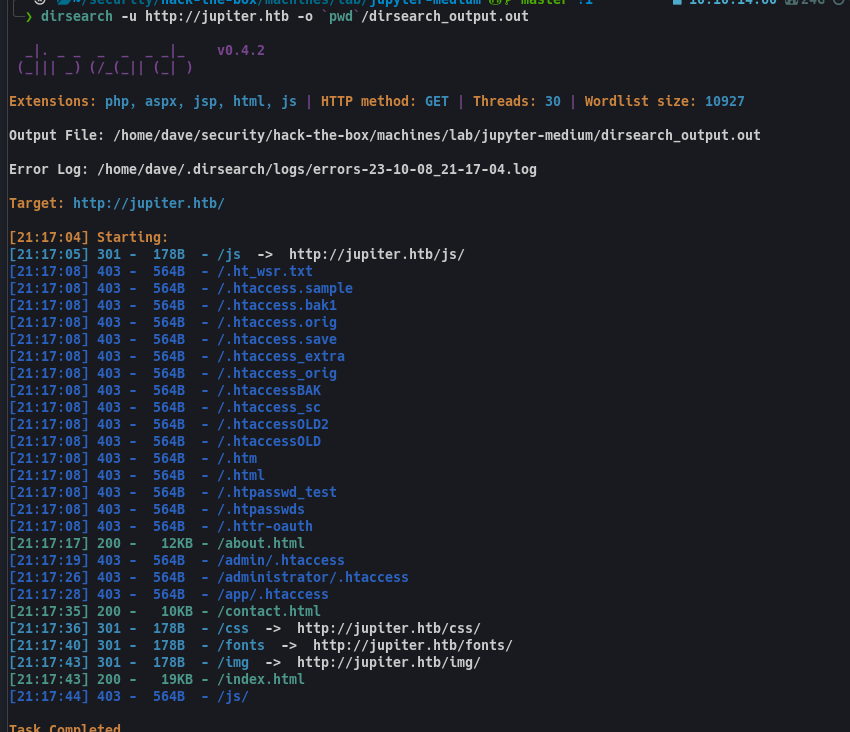 ~/security/hack-the-box/machines/lab/jupyter-medium master
❯ dirsearch -u http://jupiter.htb -o `pwd`/dirsearch_output.out
_|. _ _  _  _  _ _|_    v0.4.2
(_||| _) (/_(_|| (_| )
Extensions: php, aspx, jsp, html, js | HTTP method: GET | Threads: 30 | Wordlist size: 10927
Output File: /home/dave/security/hack-the-box/machines/lab/jupyter-medium/dirsearch_output.out
Error Log: /home/dave/.dirsearch/logs/errors-23-10-08_21-17-04.log
Target: http://jupiter.htb/
[21:17:04] Starting:
[21:17:05] 301 -  178B  - /js  ->  http://jupiter.htb/js/
[21:17:08] 403 -  564B  - /.ht_wsr.txt
[21:17:08] 403 -  564B  - /.htaccess.sample
[21:17:08] 403 -  564B  - /.htaccess.bak1
[21:17:08] 403 -  564B  - /.htaccess.orig
[21:17:08] 403 -  564B  - /.htaccess.save
[21:17:08] 403 -  564B  - /.htaccess_extra
[21:17:08] 403 -  564B  - /.htaccess_orig
[21:17:08] 403 -  564B  - /.htaccessBAK
[21:17:08] 403 -  564B  - /.htaccess_sc
[21:17:08] 403 -  564B  - /.htaccessOLD2
[21:17:08] 403 -  564B  - /.htaccessOLD
[21:17:08] 403 -  564B  - /.htm
[21:17:08] 403 -  564B  - /.html
[21:17:08] 403 -  564B  - /.htpasswd_test
[21:17:08] 403 -  564B  - /.htpasswds
[21:17:08] 403 -  564B  - /.httr-oauth
[21:17:17] 200 -   12KB - /about.html
[21:17:19] 403 -  564B  - /admin/.htaccess
[21:17:26] 403 -  564B  - /administrator/.htaccess
[21:17:28] 403 -  564B  - /app/.htaccess
[21:17:35] 200 -   10KB - /contact.html
[21:17:36] 301 -  178B  - /css  ->  http://jupiter.htb/css/
[21:17:40] 301 -  178B  - /fonts  ->  http://jupiter.htb/fonts/
[21:17:43] 301 -  178B  - /img  ->  http://jupiter.htb/img/
[21:17:43] 200 -   19KB - /index.html
[21:17:44] 403 -  564B  - /js/
Task Completed